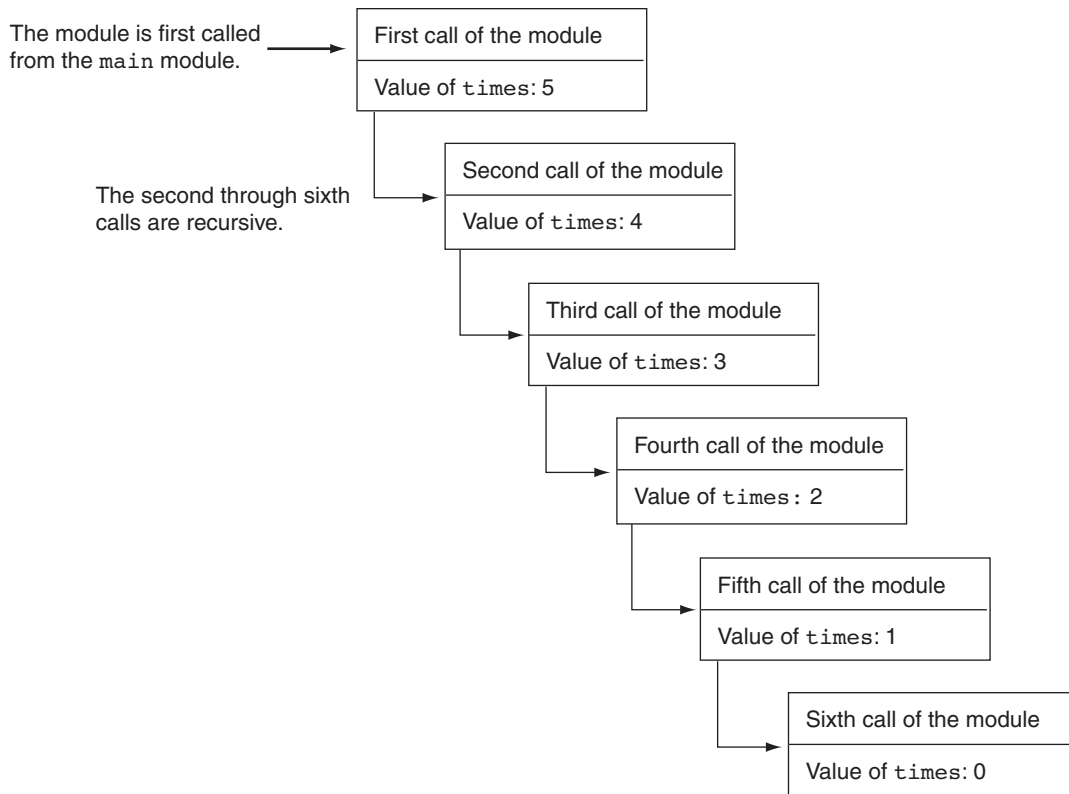 The module is first called
from the main module.
First call of the module
Value of times: 5
Second call of the module
Value of times: 4
The second through sixth
calls are recursive.
Third call of the module
Value of times: 3
Fourth call of the module
Value of times: 2
Fifth call of the module
Value of times: 1
Sixth call of the module
Value of times: 0